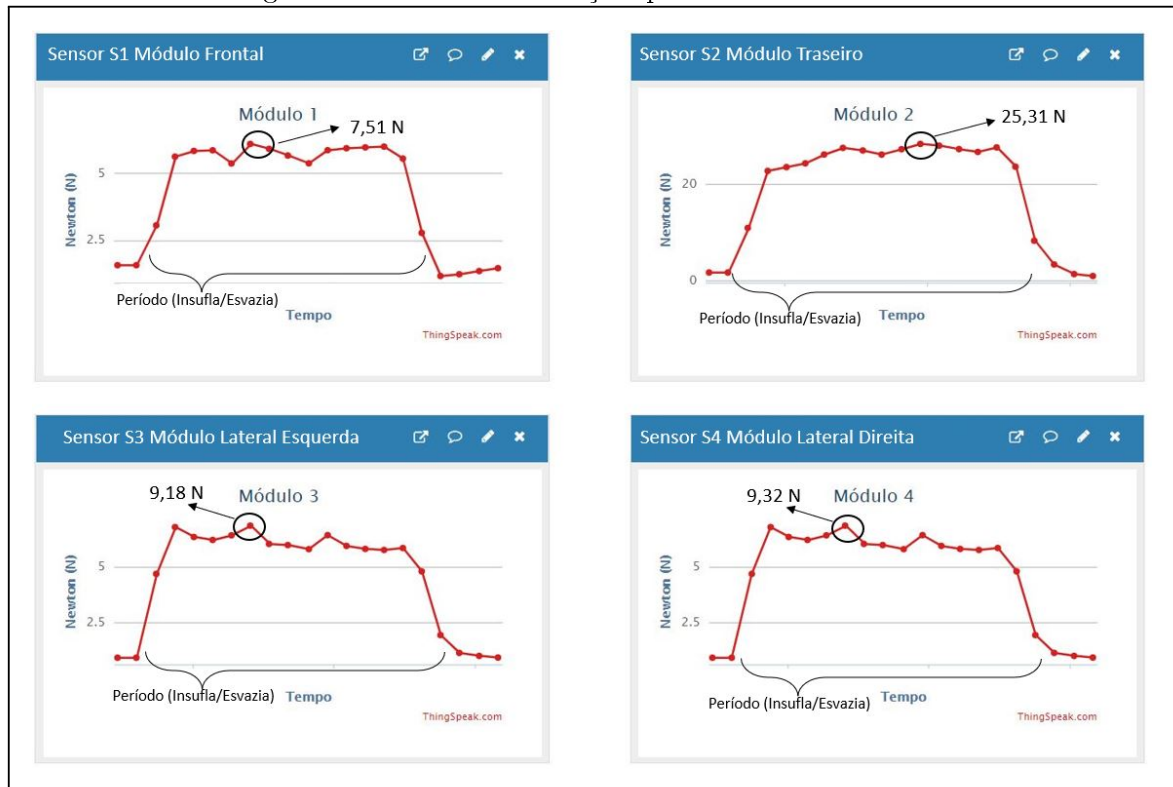 Sensor S1 Módulo Frontal
Módulo 1
7,51 N
Newton (N)
5
2.5
Período (Insufla/Esvazia)
Tempo
ThingSpeak.com
Sensor S2 Módulo Traseiro
Módulo 2
25,31 N
Newton (N)
20
0
Período (Insufla/Esvazia)
Tempo
ThingSpeak.com
Sensor S3 Módulo Lateral Esquerda
9,18 N
Módulo 3
Newton (N)
5
2.5
Período (Insufla/Esvazia)
Tempo
ThingSpeak.com
Sensor S4 Módulo Lateral Direita
9,32 N
Módulo 4
Newton (N)
5
2.5
Período (Insufla/Esvazia)
Tempo
ThingSpeak.com